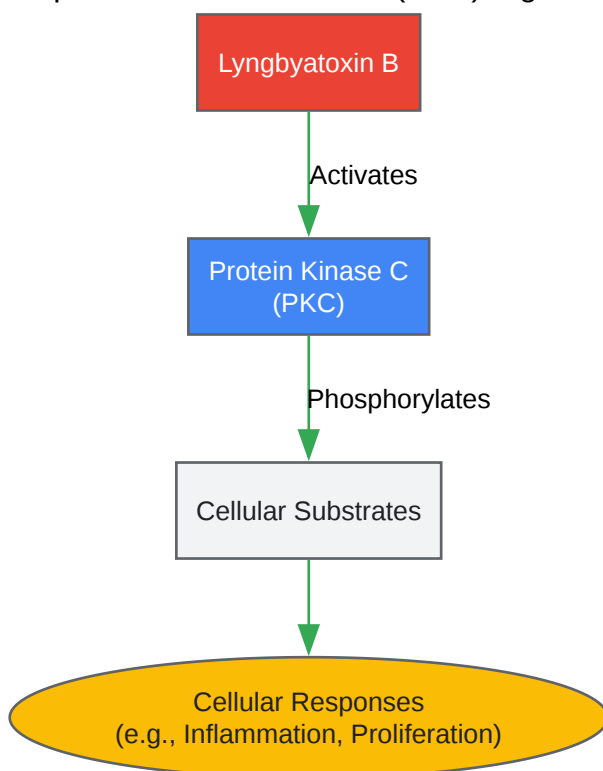 Lyngbyatoxin B
Activates
Protein Kinase C
(PKC)
Phosphorylates
Cellular Substrates
Cellular Responses
(e.g., Inflammation, Proliferation)